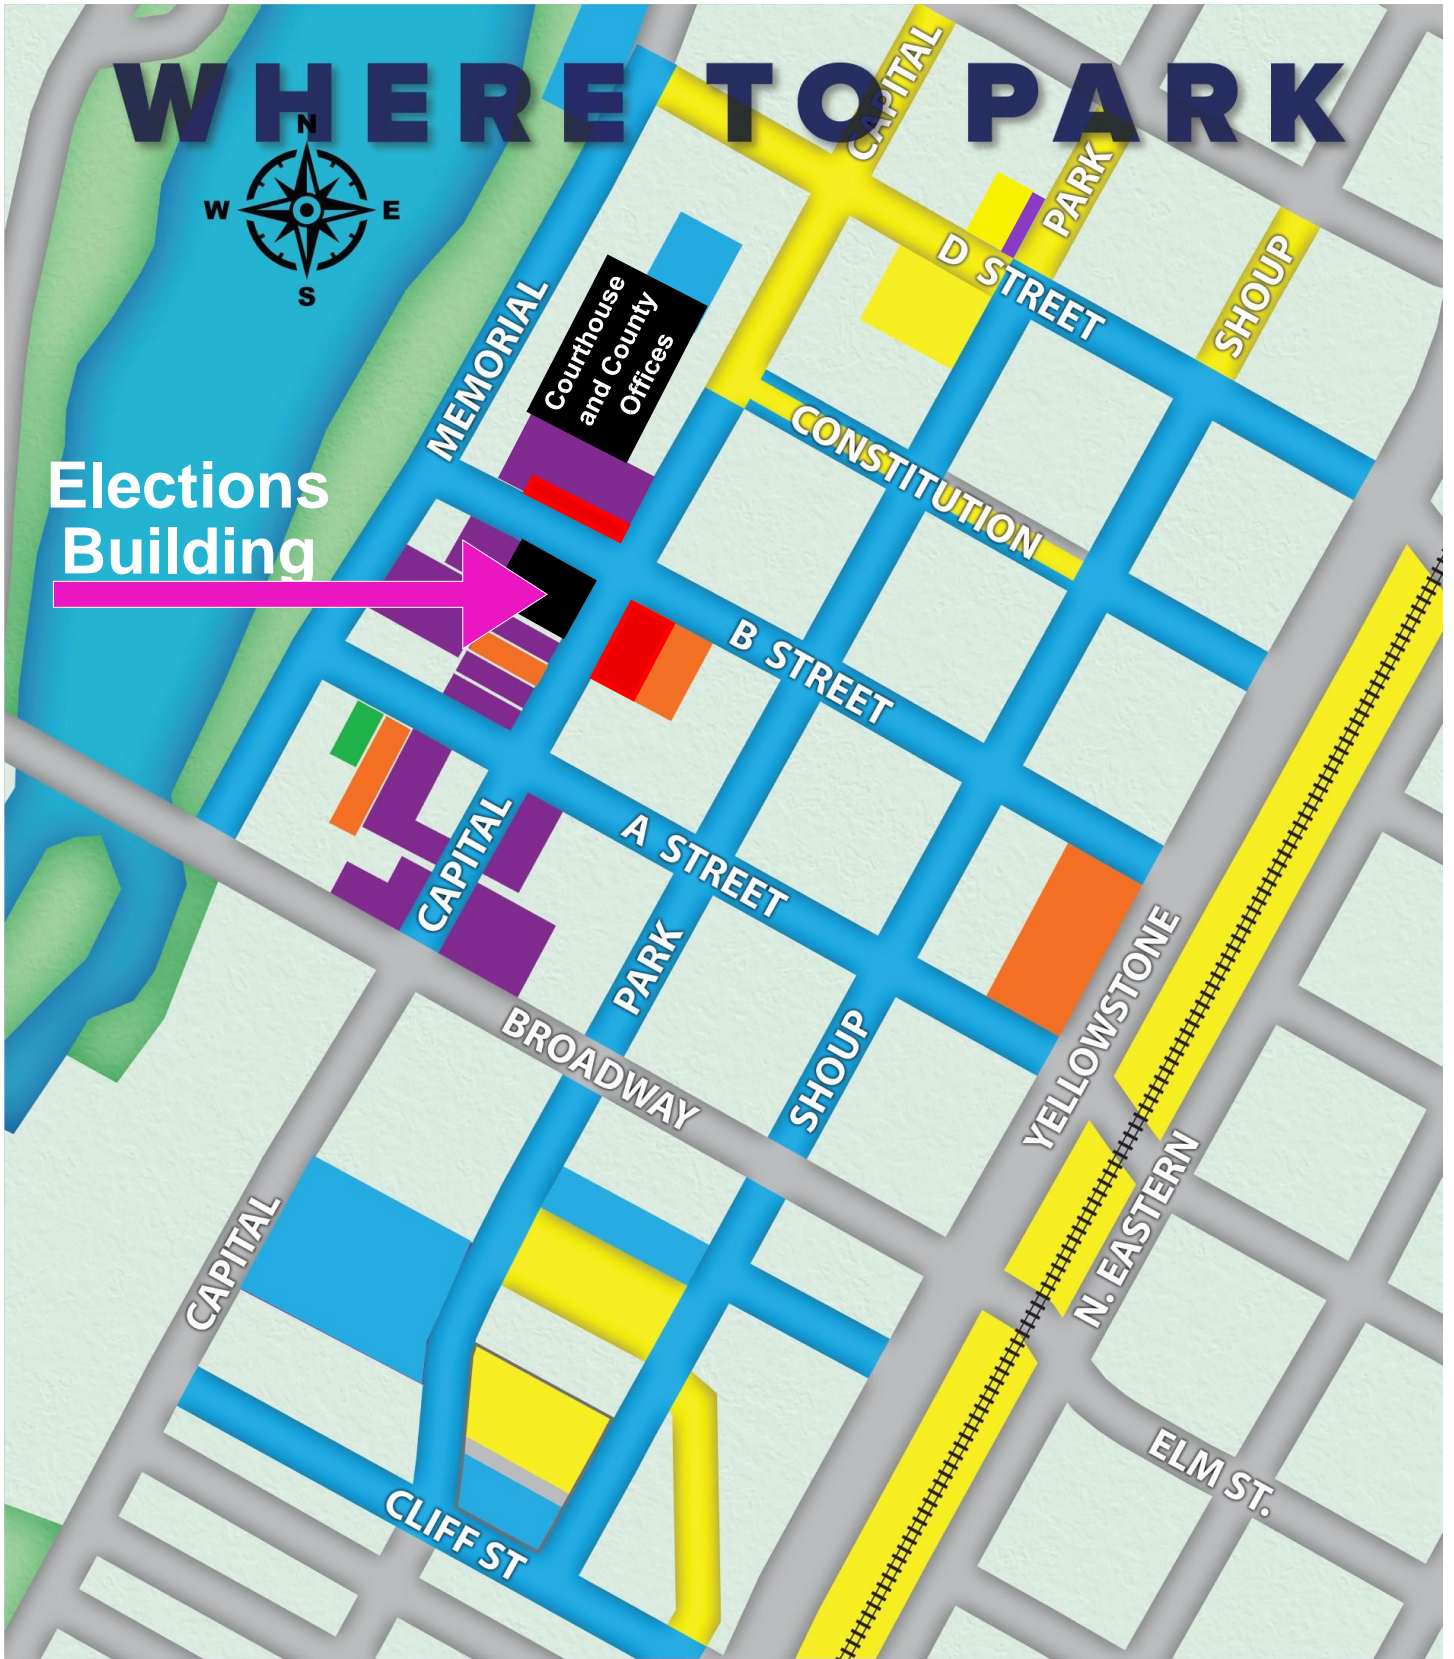 WHERE TO PARK
N
W
E
S
CAPITAL
PARK
SHOUP
D STREET
MEMORIAL
Courthouse
and County
Offices
CONSTITUTION
Elections
Building
B STREET
A STREET
CAPITAL
PARK
SHOUP
BROADWAY
YELLOWSTONE
N. EASTERN
CAPITAL
ELM ST.
CLIFF ST